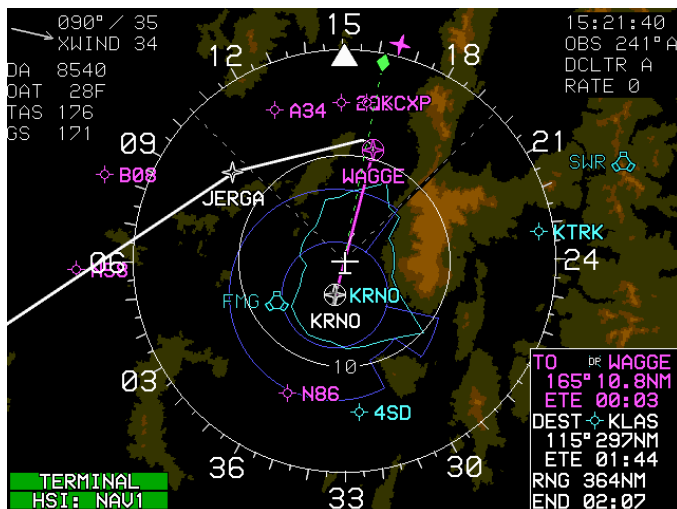 090°/ 35
XWIND 34
DA 8540
OAT 28F
TAS 176
GS 171
15:21:40
OBS 241°A
DCLTR A
RATE 0
15
12
18
A34
KCXP
09
21
B08
WAGGE
SWR
JERGA
KTRK
06
24
FMG
KRNO
KRNO
10
03
N86
4SD
30
36
33
TO DR WAGGE
165° 10.8NM
ETE 00:03
DEST KLAS
115° 297NM
ETE 01:44
RNG 364NM
END 02:07
TERMINAL
HSI: NAV1